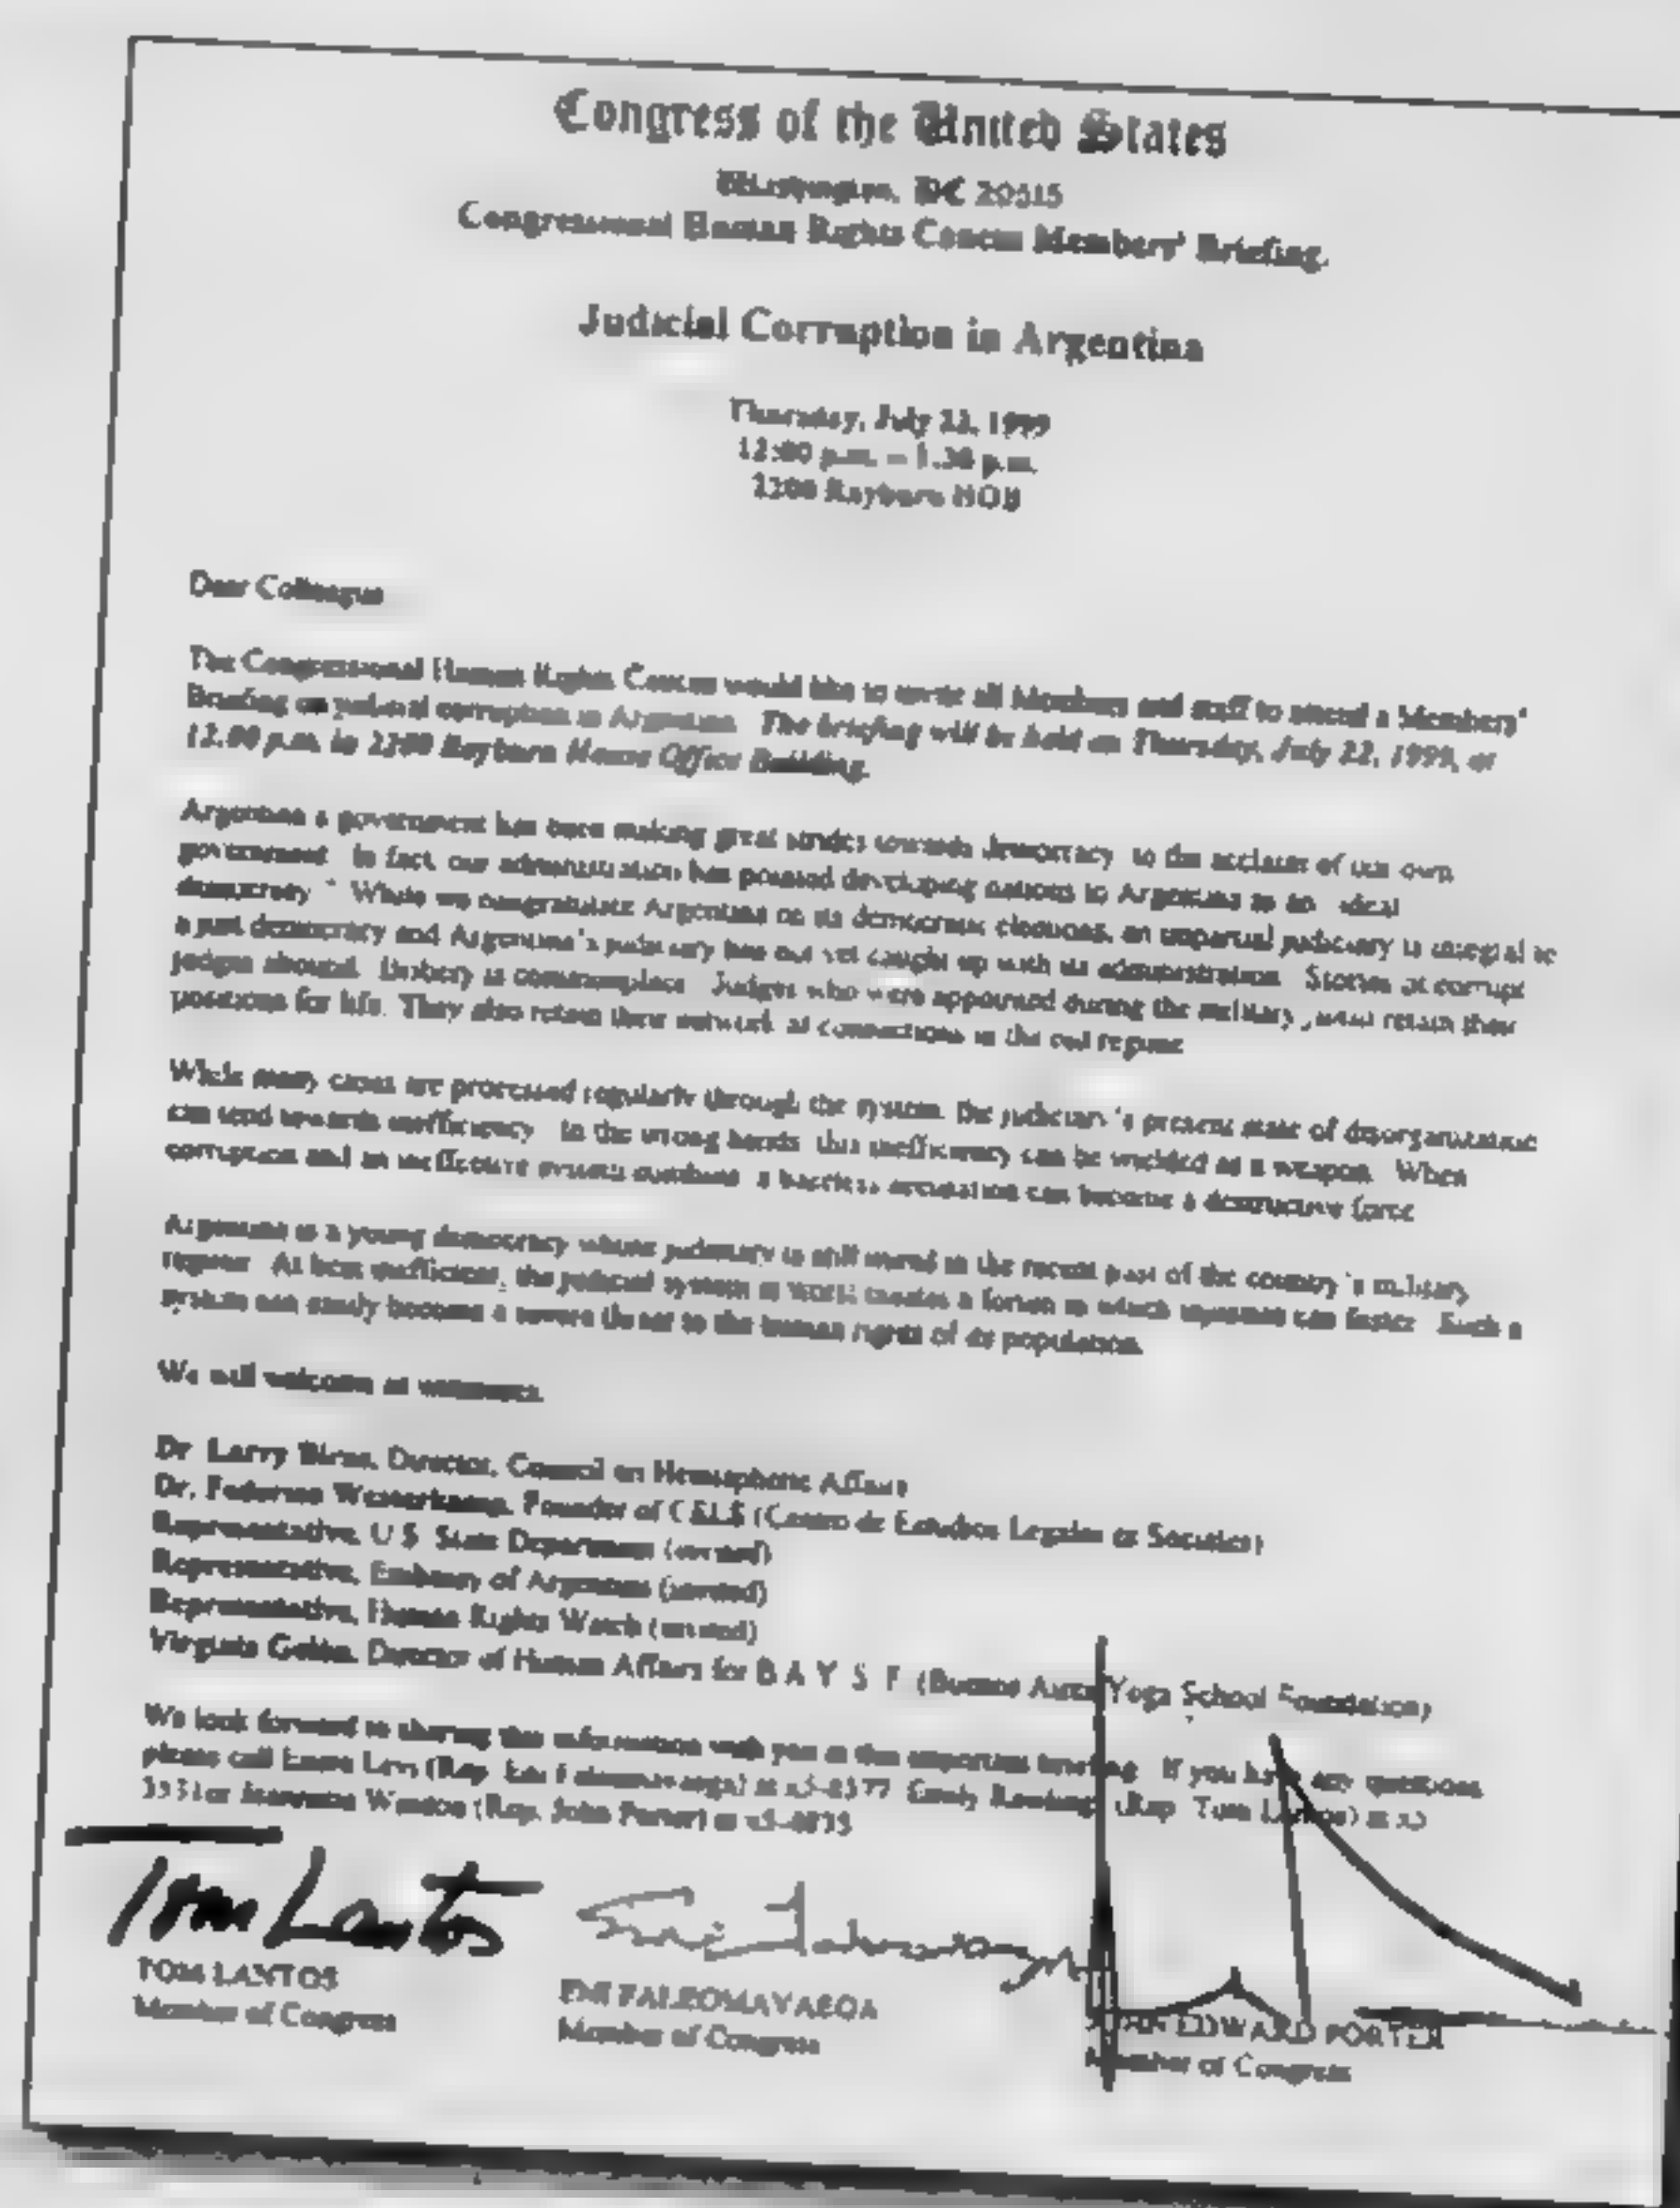 Congress of the United States
Washington, DC 20515
Congressional Human Rights Caucus Members' Briefing.
Judicial Corruption in Argentina
Thursday, July 22, 1999
12:00 p.m. – 1:30 p.m.
2200 Rayburn HOB
Dear Colleague
The Congressional Human Rights Caucus would like to invite all Members and staff to attend a Members'
Briefing on judicial corruption in Argentina. The briefing will be held on Thursday, July 22, 1999, at
12:00 p.m. in 2200 Rayburn House Office Building.
Argentina's government has been making great strides towards democracy to the acclaim of our own
government In fact, our administration has pointed developing nations to Argentina as an ideal
democracy " While we congratulate Argentina on its democratic elections, an impartial judiciary is integral to
a just democracy and Argentina's judiciary has not yet caught up with its administration Stories of corrupt
judges abound. Bribery is commonplace Judges who were appointed during the military junta retain their
positions for life. They also retain their network of connections in the old regime
While many cases are processed regularly through the system, the judiciary's present state of disorganization
can tend towards inefficiency In the wrong hands this inefficiency can be wielded as a weapon. When
corruption and an ineffective system combine a baseless accusation can become a destructive force
Argentina is a young democracy whose judiciary is still mired in the recent past of the country's military
regime At best inefficient, the judicial system at worst creates a forum in which injustice can fester Such a
system can easily become a severe threat to the human rights of its population.
We will welcome as witnesses.
Dr Larry Birns, Director, Council on Hemispheric Affairs
Dr. Federico Westerkamp, Founder of CELS (Centro de Estudios Legales es Sociales)
Representative, U S State Department (invited)
Representative, Embassy of Argentina (invited)
Representative, Human Rights Watch (invited)
Virginia Director of Human Affairs for B A Y S F (Buenos Aires Yoga School Foundation)
We look forward to sharing this information with you at this important briefing If you have any questions
please call (Rep. Faleomavaega) at x5-8577 (Rep Tom Lantos) at x5
3531 or Weston (Rep. John Porter) at x5-4835
Tom Lantos
TOM LANTOS
Member of Congress
ENI FALEOMAVAEGA
Member of Congress
JOHN EDWARD PORTER
Member of Congress